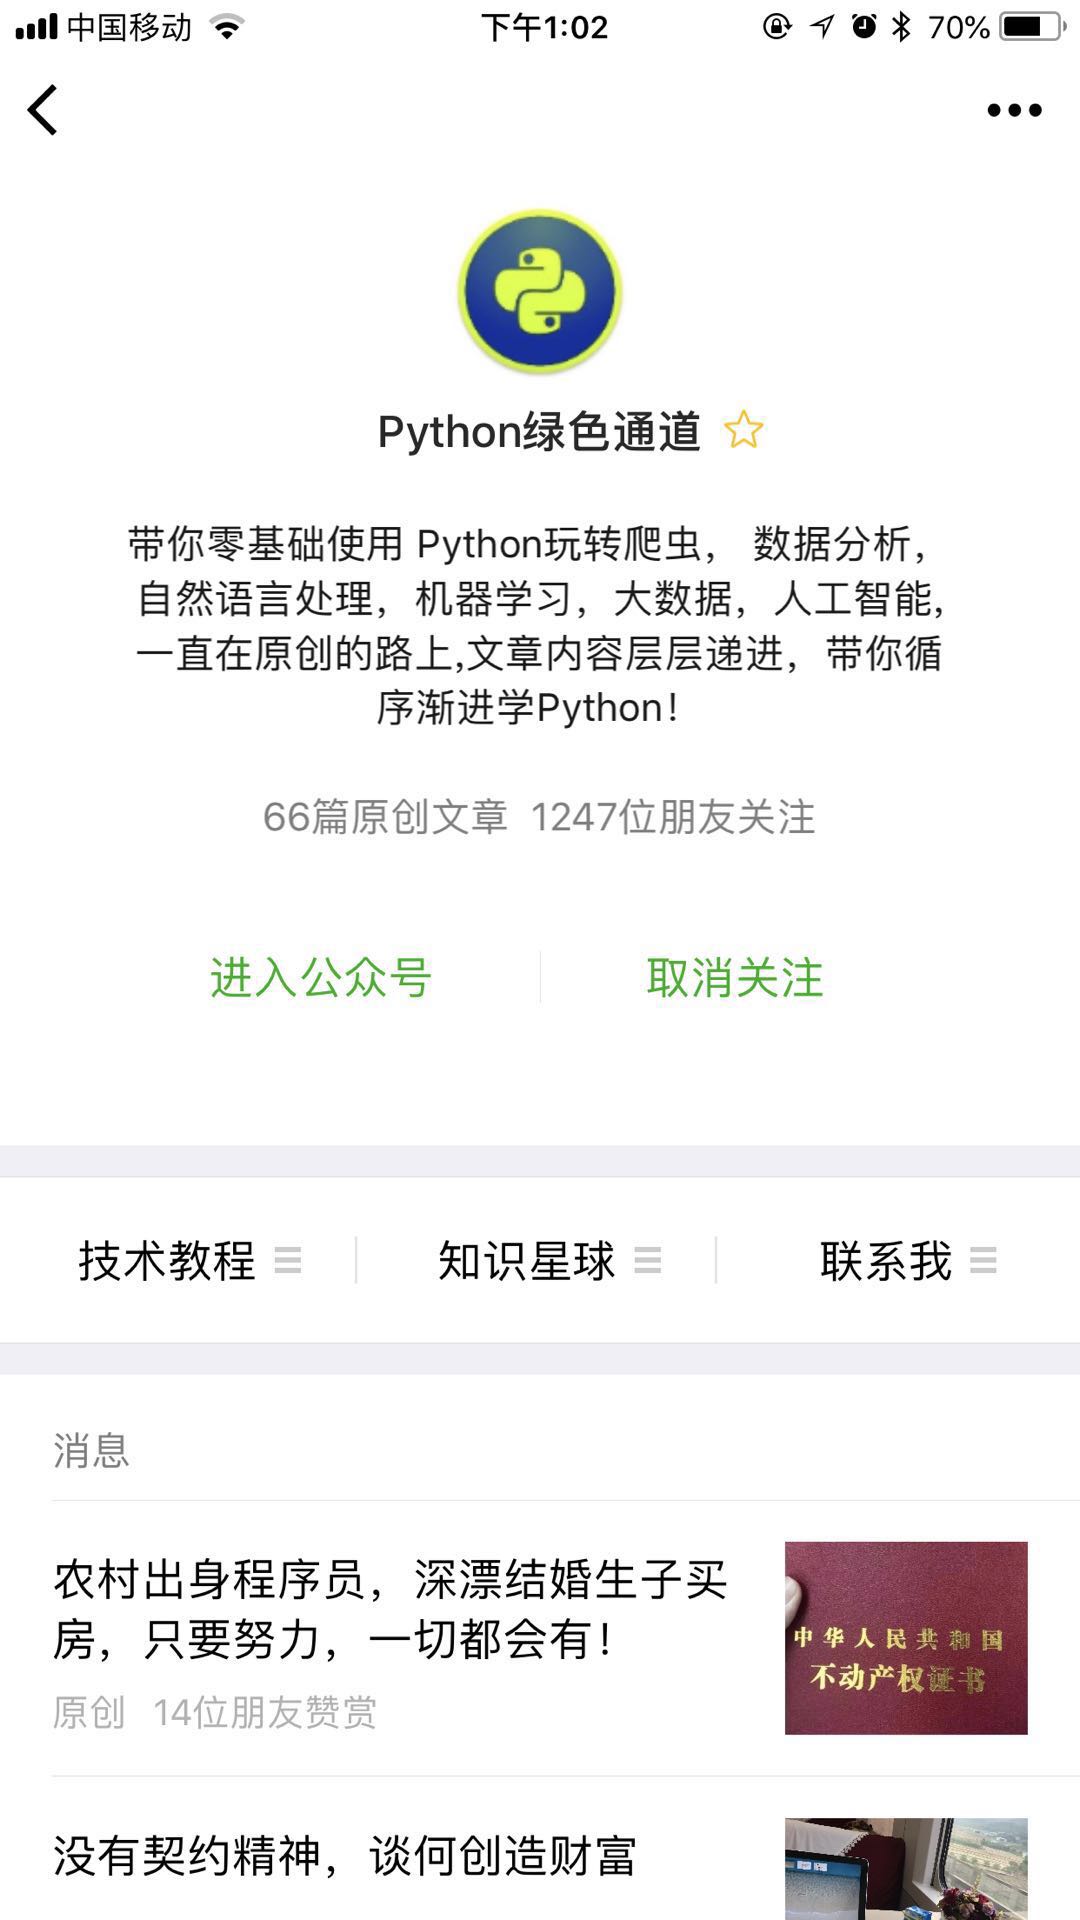 中国移动
下午1:02
70%
Python绿色通道
带你零基础使用 Python玩转爬虫， 数据分析，
自然语言处理，机器学习，大数据，人工智能，
一直在原创的路上,文章内容层层递进，带你循
序渐进学Python！
66篇原创文章 1247位朋友关注
进入公众号
取消关注
技术教程
知识星球
联系我
消息
农村出身程序员，深漂结婚生子买
房，只要努力，一切都会有！
原创 14位朋友赞赏
中华人民共和国
不动产权证书
没有契约精神，谈何创造财富